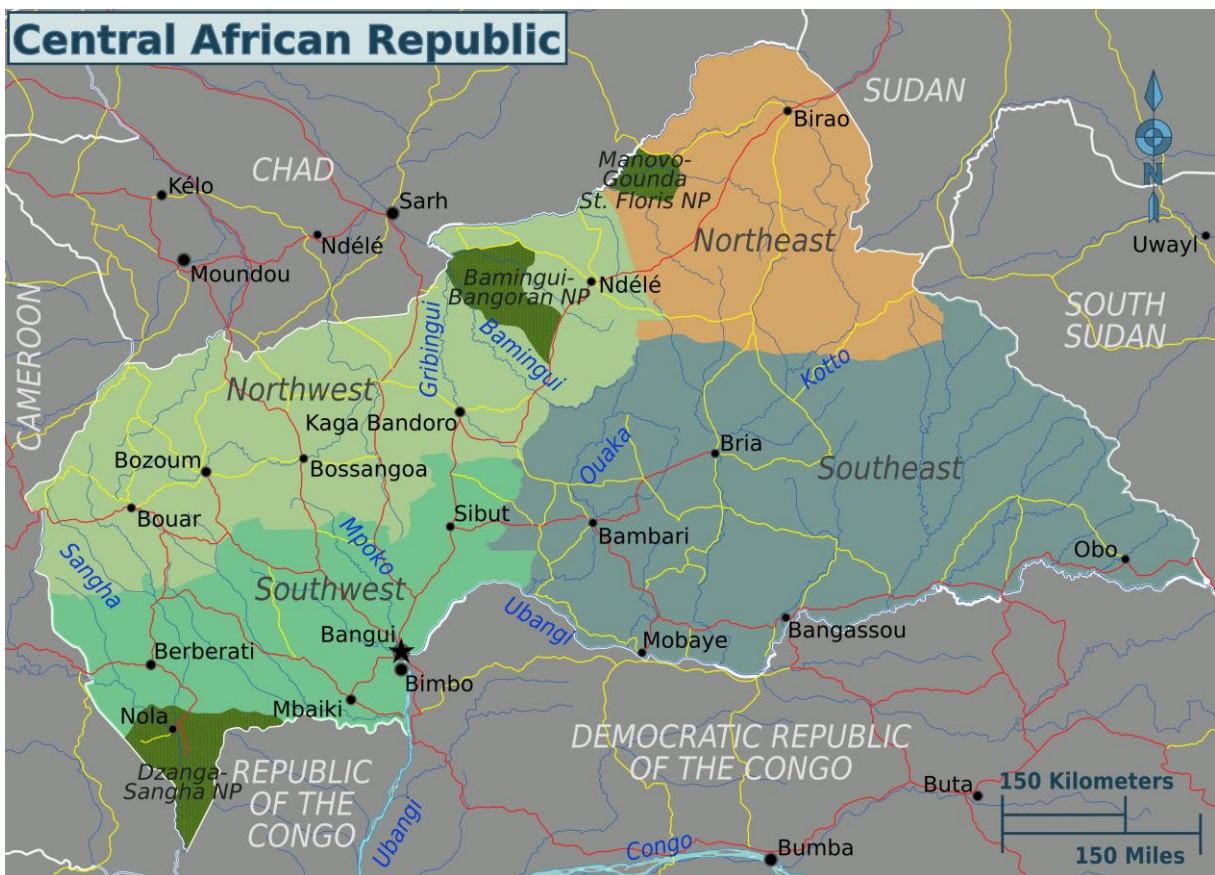 Central African Republic
SUDAN
Birao
Manovo-
Gounda
St. Floris NP
CHAD
Kélo
Sarh
N
Ndélé
Northeast
Uwayl
Moundou
Bamingui-
Bangoran NP
Ndélé
SOUTH
SUDAN
CAMEROON
Gribingui
Bamingui
Kotto
Northwest
Kaga Bandoro
Ouaka
Bria
Bozoum
Bossangoa
Southeast
Bouar
Mpoko
Sibut
Bambari
Obo
Sangha
Southwest
Ubangi
Bangui
Mobaye
Bangassou
Berberati
Bimbo
Nola
Mbaiki
DEMOCRATIC REPUBLIC
OF THE CONGO
Dzanga-
Sangha NP
REPUBLIC
OF THE
CONGO
Ubangi
Buta
150 Kilometers
Congo
Bumba
150 Miles